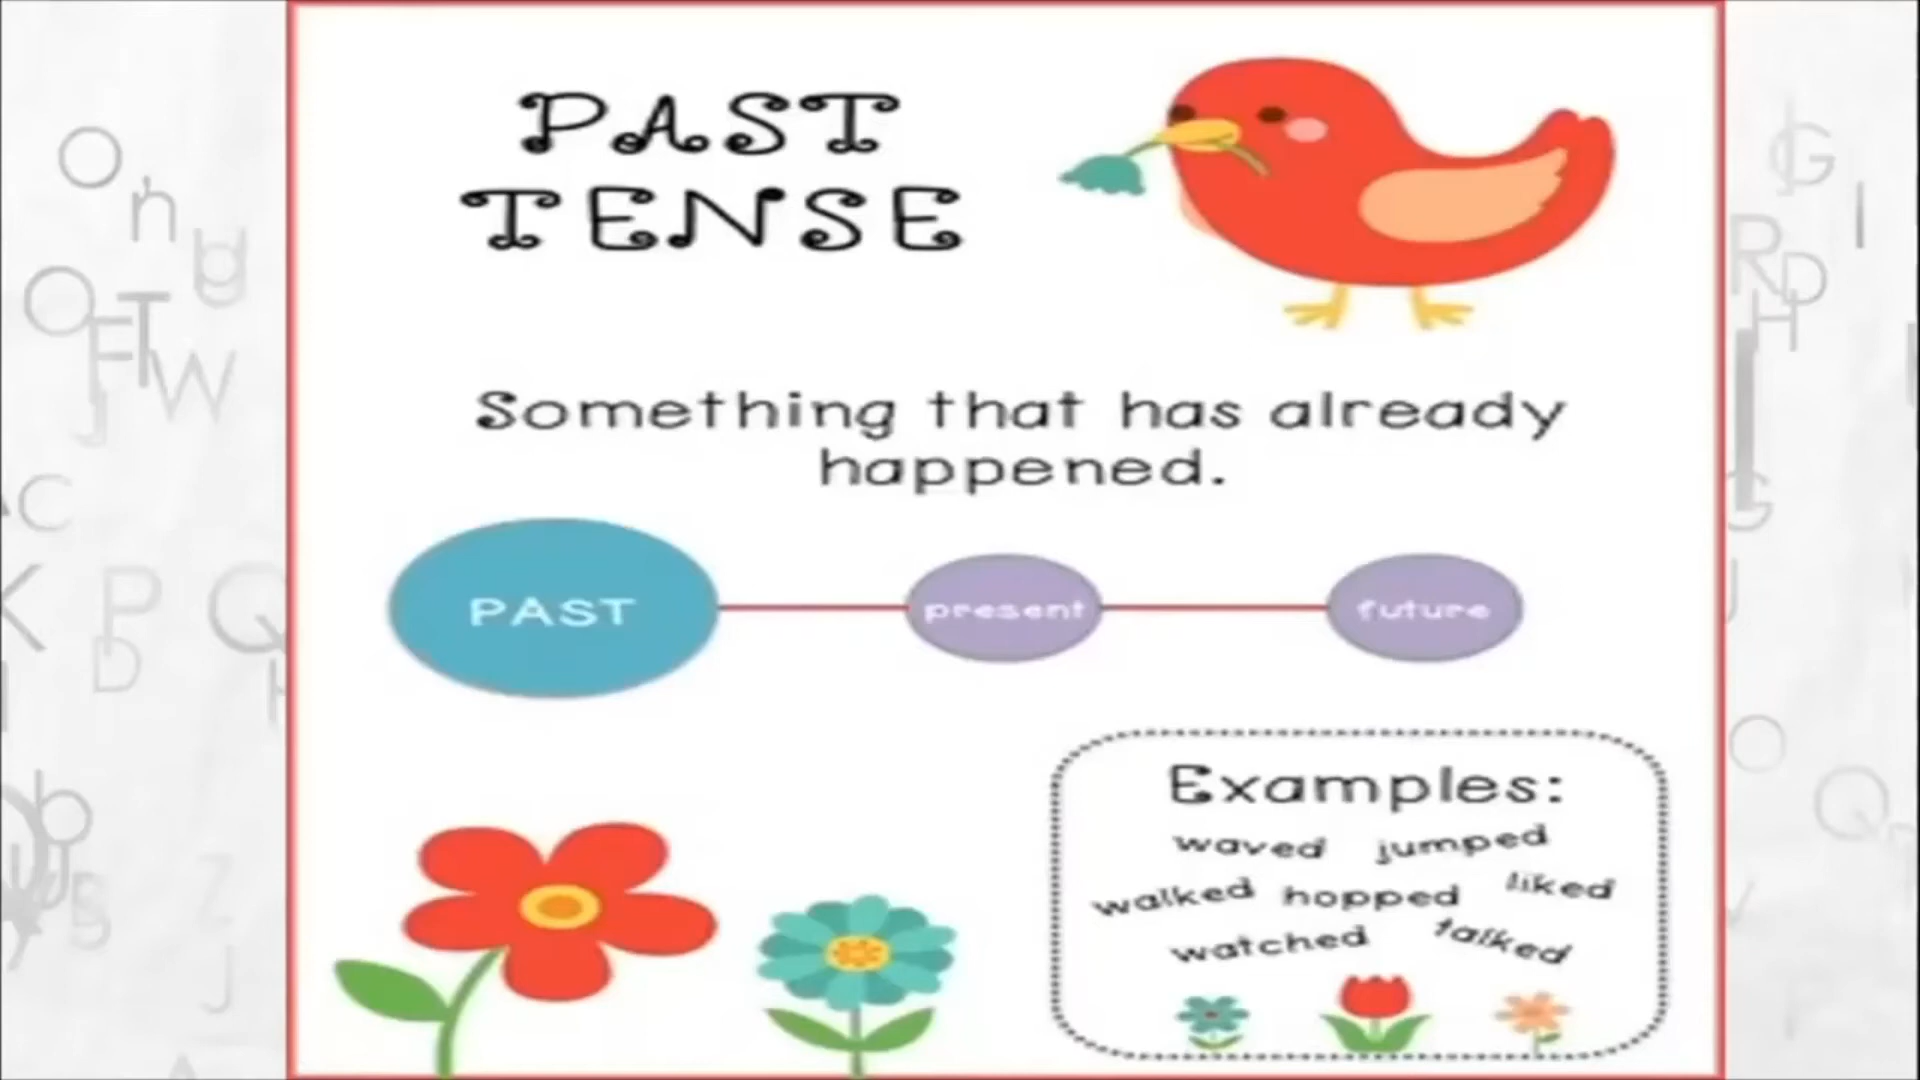 PAST
TENSE
Something that has already
happened.
PAST present future
Examples:
waved jumped
walked hopped liked
watched talked